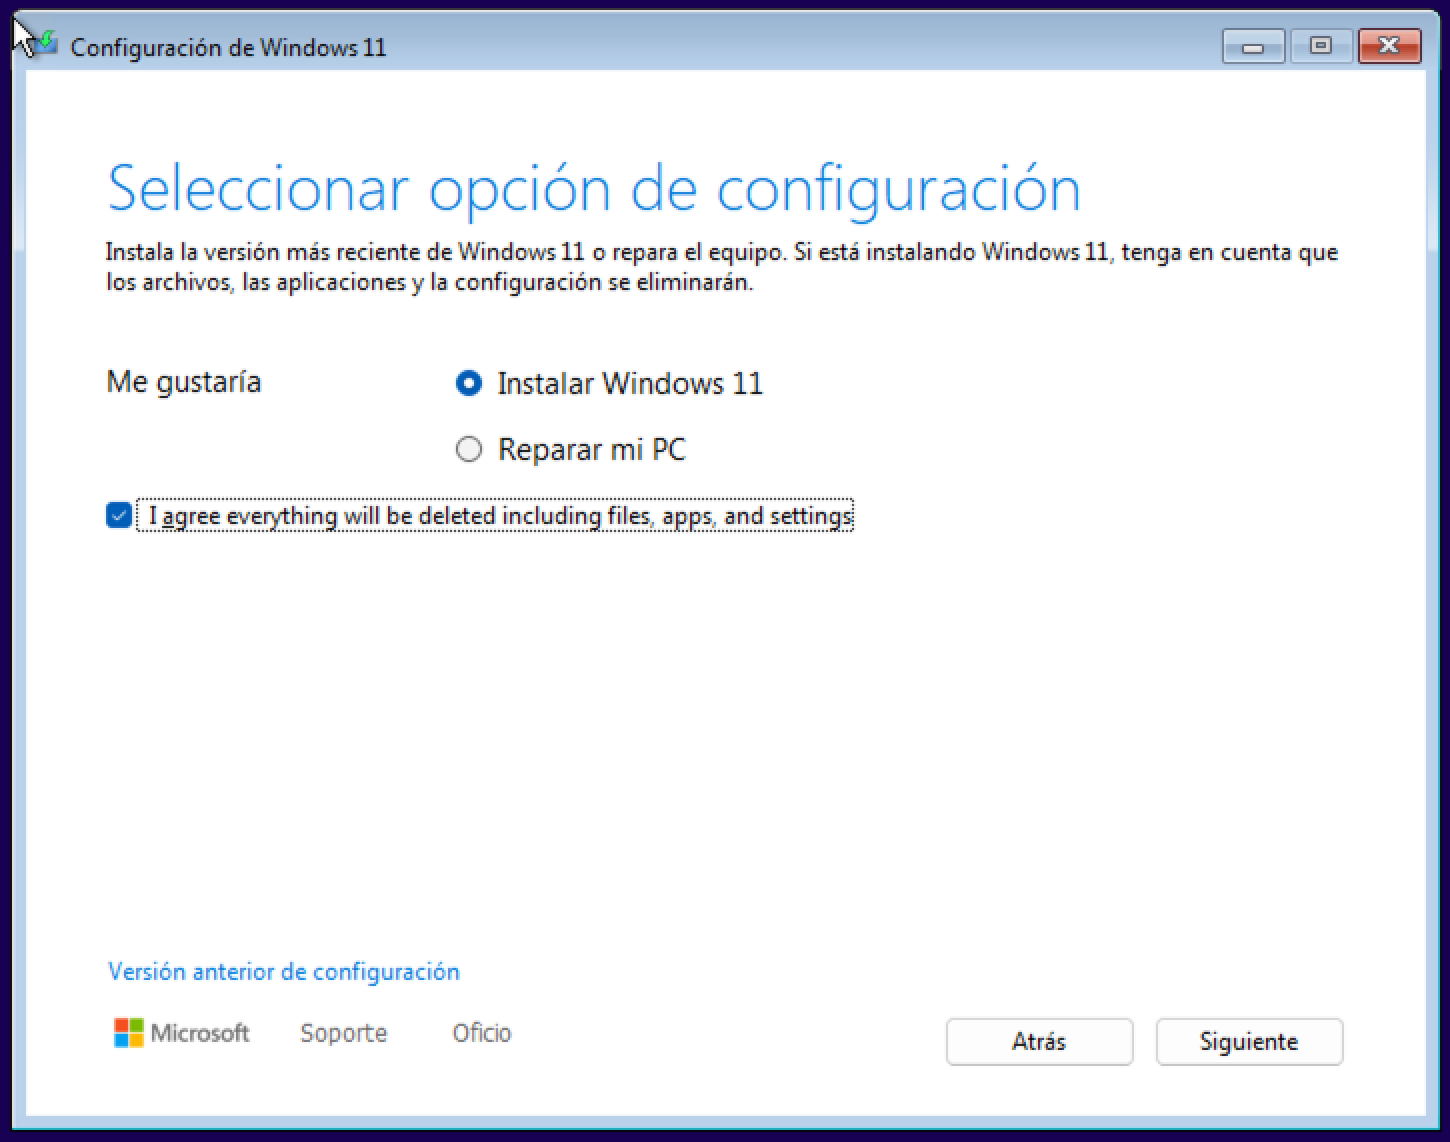 Configuración de Windows 11
Seleccionar opción de configuración
Instala la versión más reciente de Windows 11 o repara el equipo. Si está instalando Windows 11, tenga en cuenta que
los archivos, las aplicaciones y la configuración se eliminarán.
Me gustaría
Instalar Windows 11
Reparar mi PC
I agree everything will be deleted including files, apps, and settings
Versión anterior de configuración
Microsoft Soporte Oficio
Atrás Siguiente